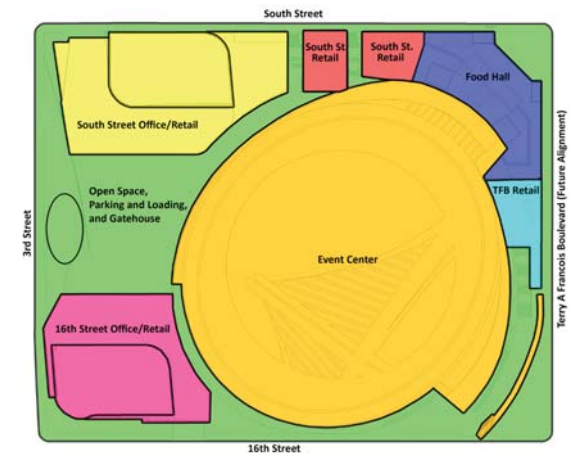 South Street
South St.
Retail
South St.
Retail
Food Hall
South Street Office/Retail
TFB Retail
Open Space,
Parking and Loading,
and Gatehouse
3rd Street
Terry A Francois Boulevard (Future Alignment)
Event Center
16th Street Office/Retail
16th Street